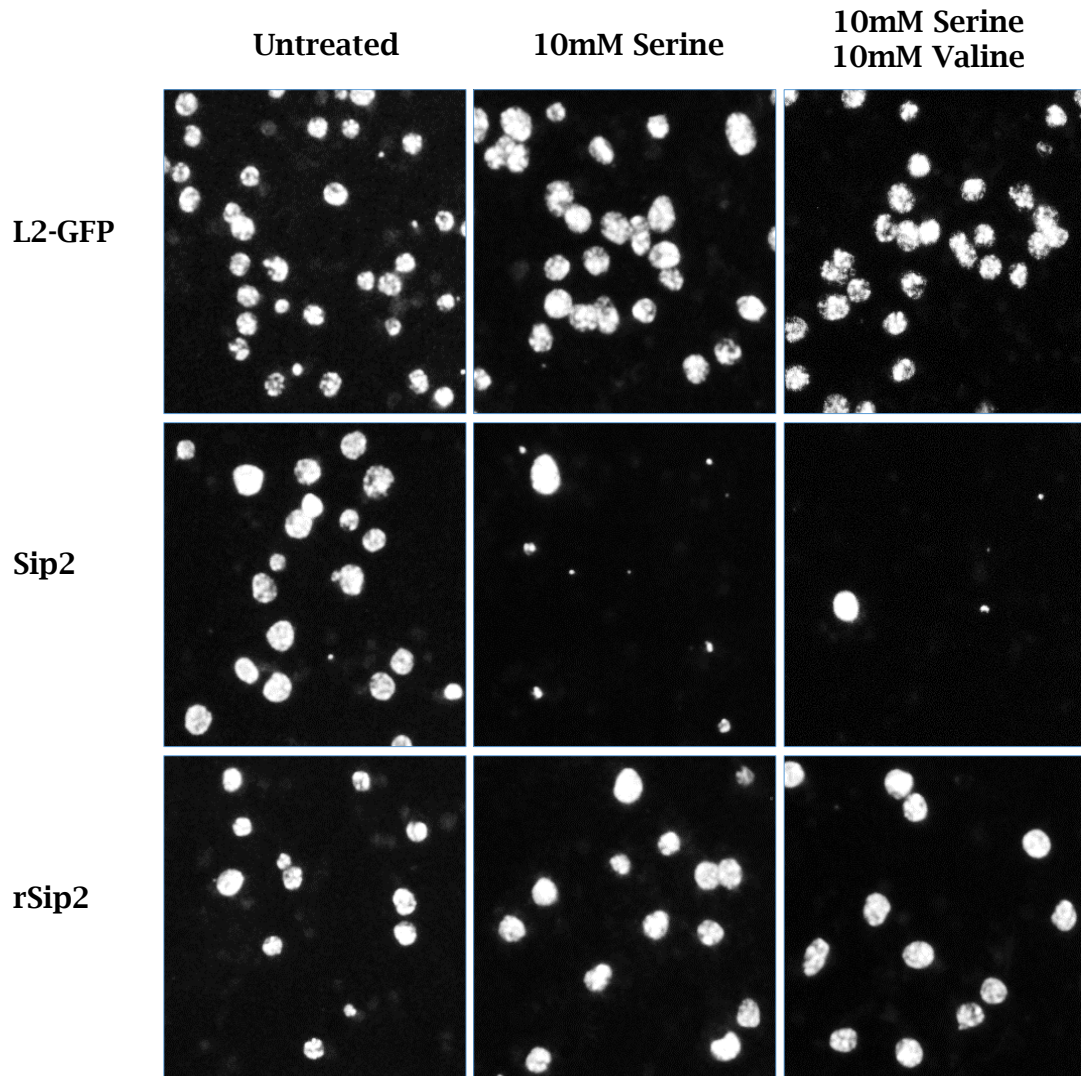 Untreated
10mM Serine
10mM Serine
10mM Valine
L2-GFP
Sip2
rSip2